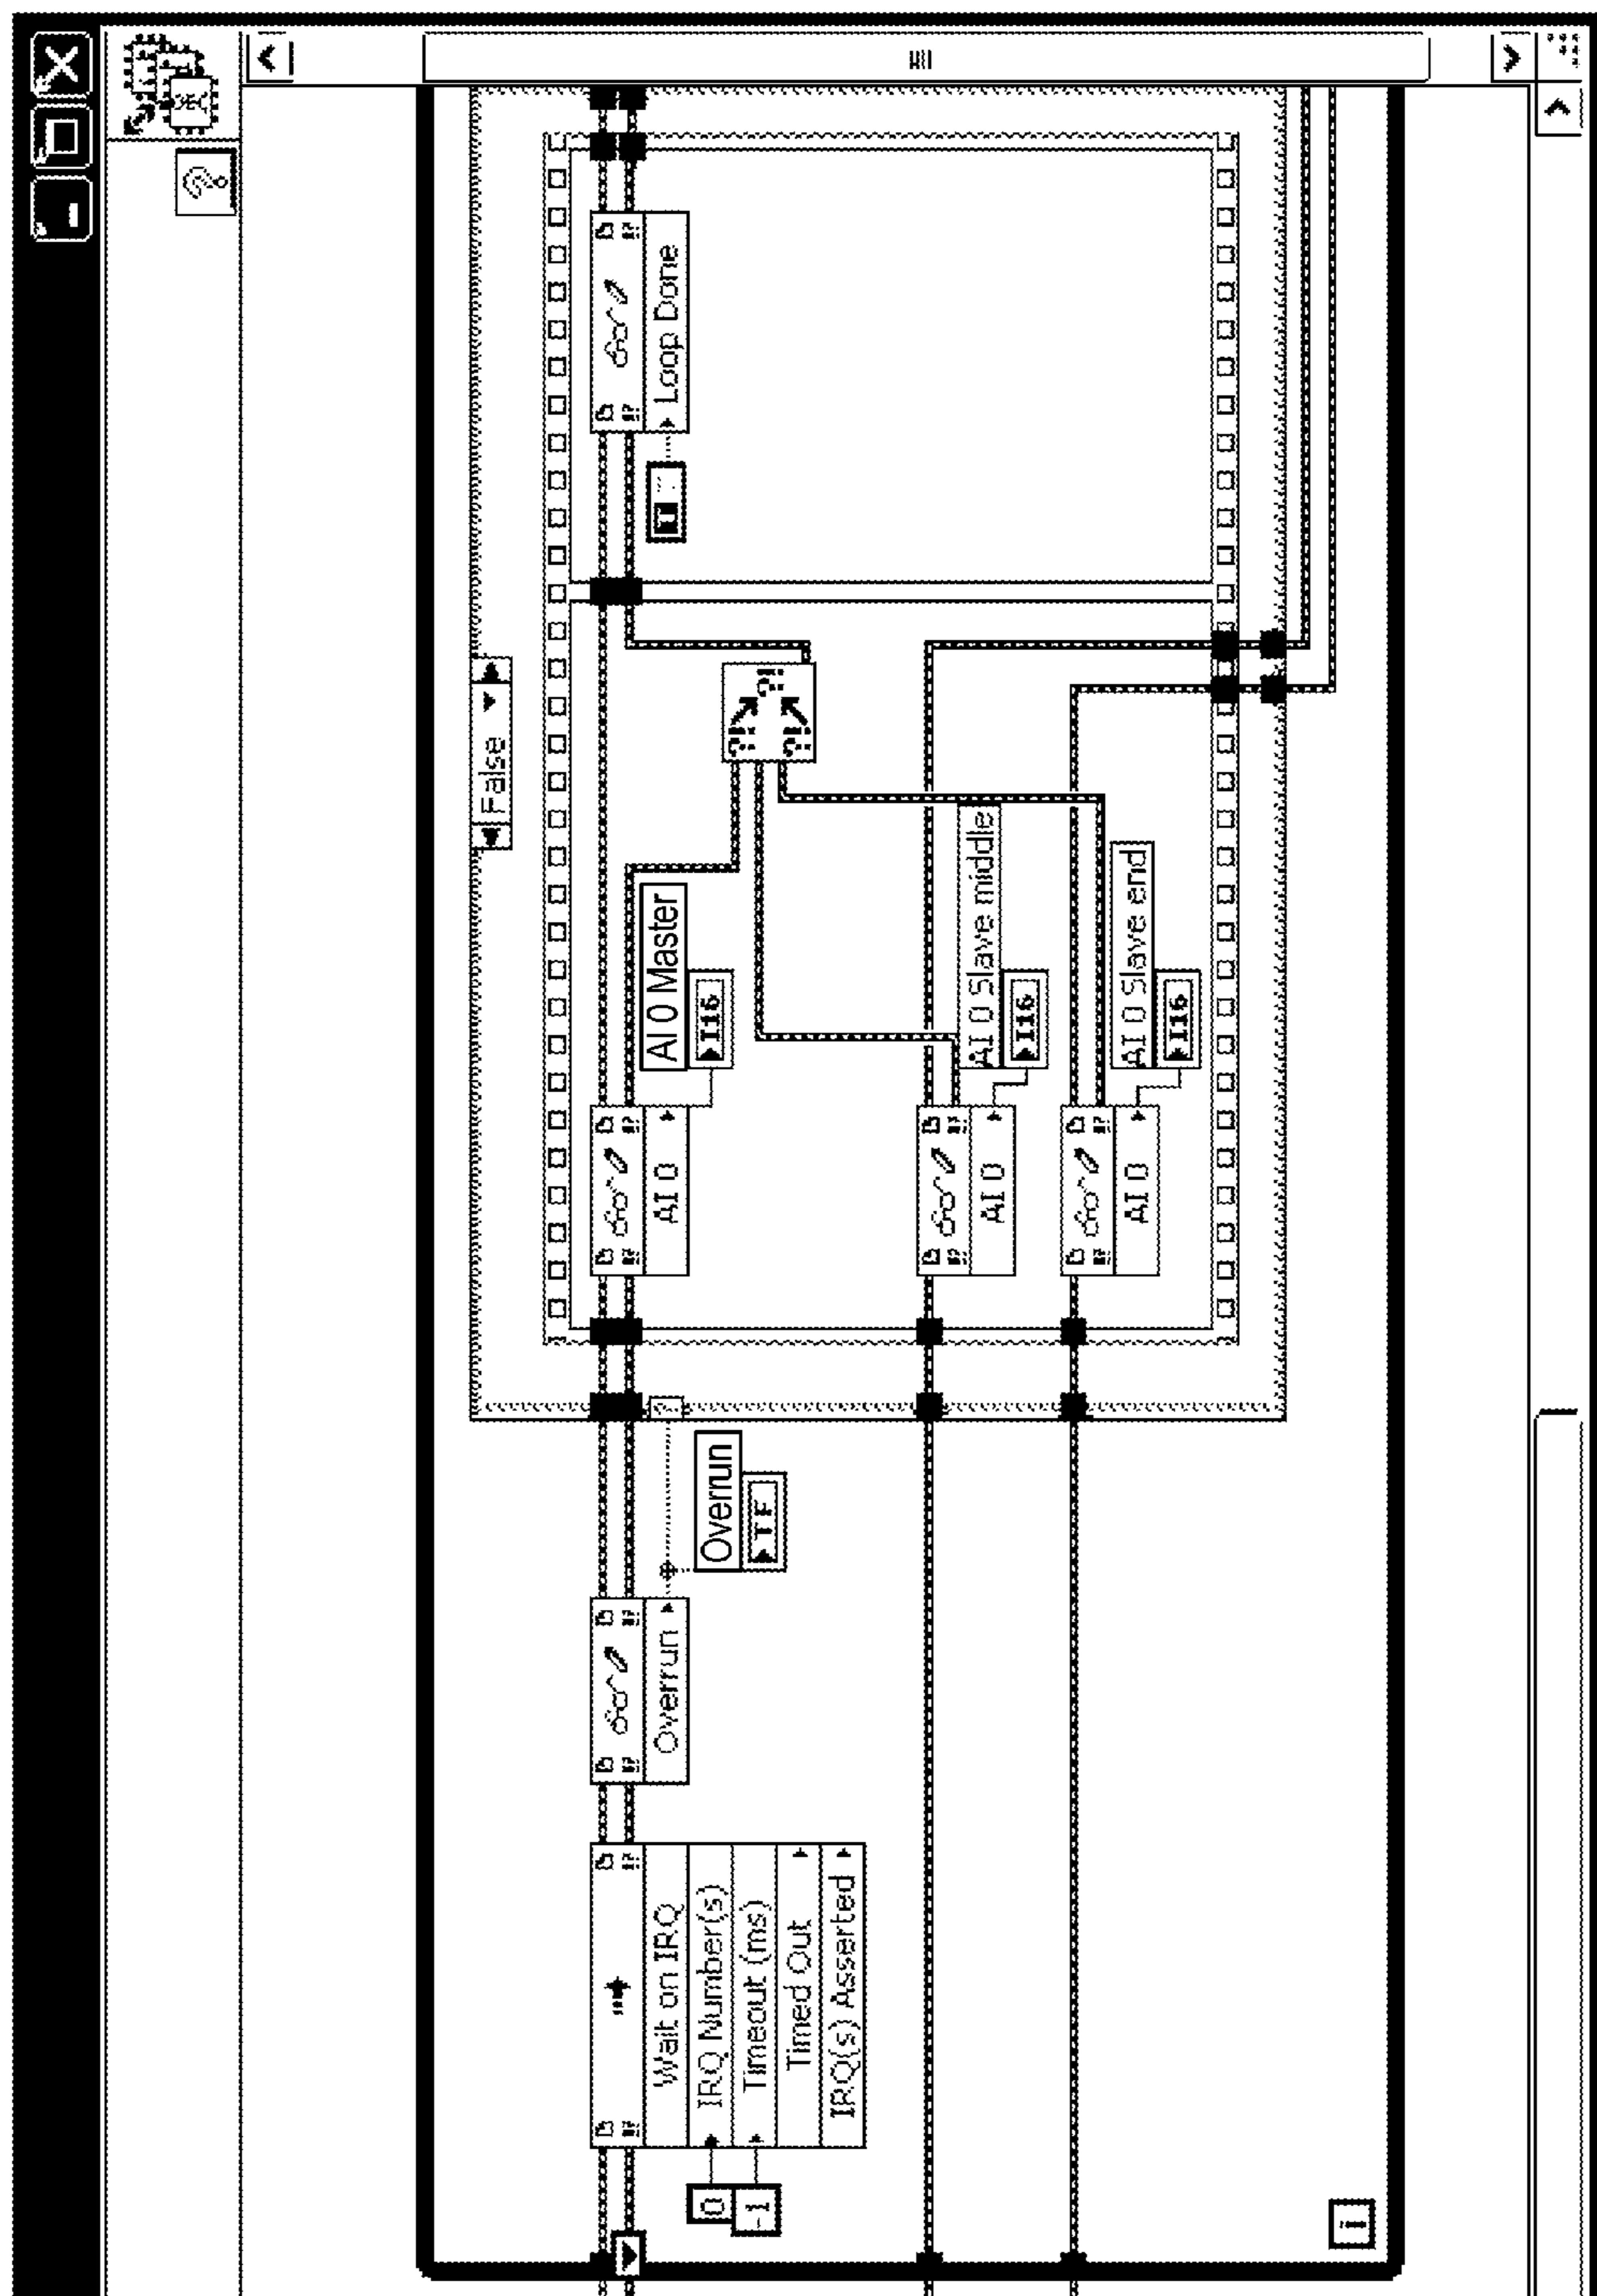 Wait on IRQ
IRQ Number(s)
Timeout (ms)
Timed Out
IRQ(s) Asserted
0
-1
i
Overrun
Overrun
TF
?
False
AI 0
AI 0 Master
I16
AI 0
AI 0 Slave middle
I16
AI 0
AI 0 Slave end
I16
T
Loop Done
?